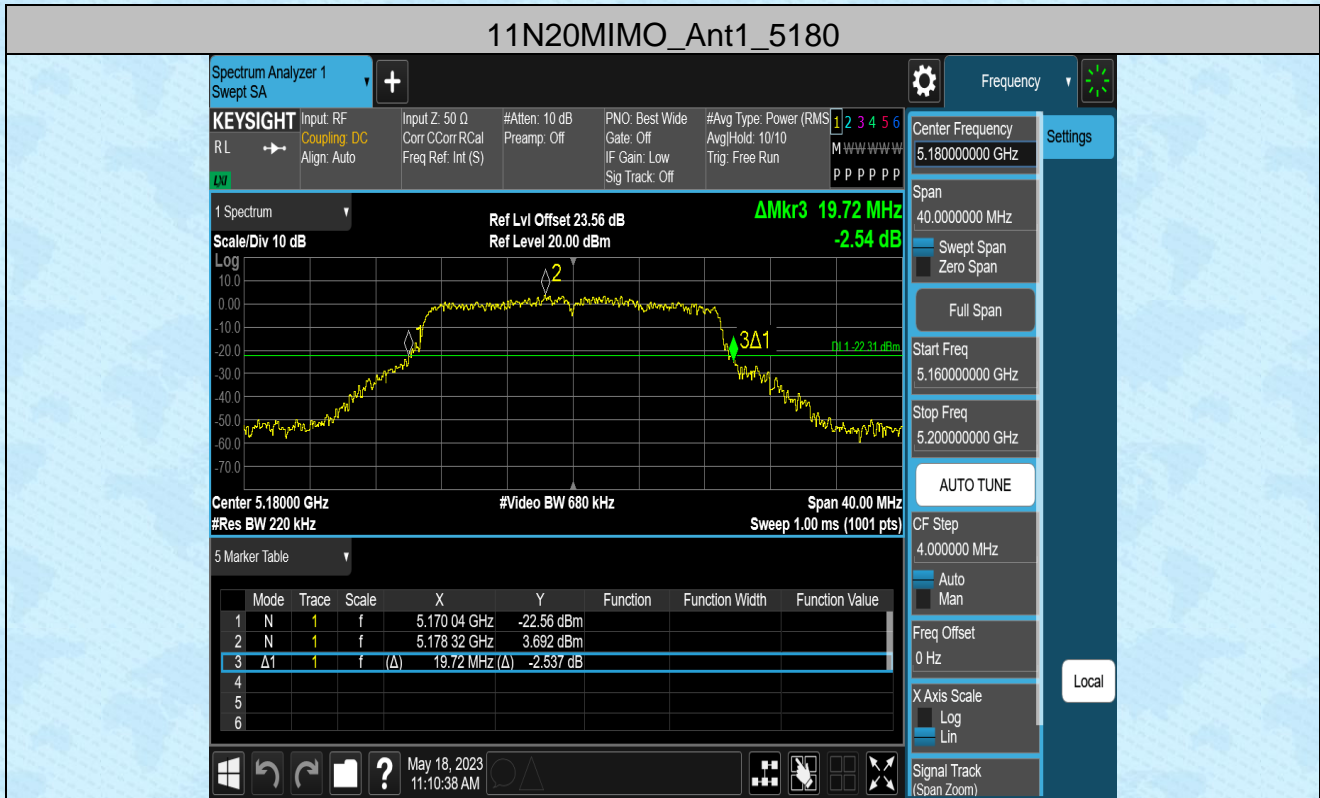 11N20MIMO_Ant1_5180
Spectrum Analyzer 1
Swept SA
Frequency
KEYSIGHT
RL
LXI
Input: RF
Coupling: DC
Align: Auto
Input Z: 50 Ω
Corr CCorr RCal
Freq Ref: Int (S)
#Atten: 10 dB
Preamp: Off
PNO: Best Wide
Gate: Off
IF Gain: Low
Sig Track: Off
#Avg Type: Power (RMS
Avg|Hold: 10/10
Trig: Free Run
1 2 3 4 5 6
M W W W W W
P P P P P P
1 Spectrum
Scale/Div 10 dB
Ref Lvl Offset 23.56 dB
Ref Level 20.00 dBm
ΔMkr3 19.72 MHz
-2.54 dB
Log
10.0
0.00
-10.0
-20.0
-30.0
-40.0
-50.0
-60.0
-70.0
1
2
3Δ1
DL1 -22.31 dBm
Center 5.18000 GHz
#Video BW 680 kHz
Span 40.00 MHz
#Res BW 220 kHz
Sweep 1.00 ms (1001 pts)
5 Marker Table
Mode Trace Scale X Y Function Function Width Function Value
1 N 1 f 5.170 04 GHz -22.56 dBm
2 N 1 f 5.178 32 GHz 3.692 dBm
3 Δ1 1 f (Δ) 19.72 MHz (Δ) -2.537 dB
4
5
6
?
May 18, 2023
11:10:38 AM
Center Frequency
5.180000000 GHz
Settings
Span
40.0000000 MHz
Swept Span
Zero Span
Full Span
Start Freq
5.160000000 GHz
Stop Freq
5.200000000 GHz
AUTO TUNE
CF Step
4.000000 MHz
Auto
Man
Freq Offset
0 Hz
X Axis Scale
Log
Lin
Local
Signal Track
(Span Zoom)